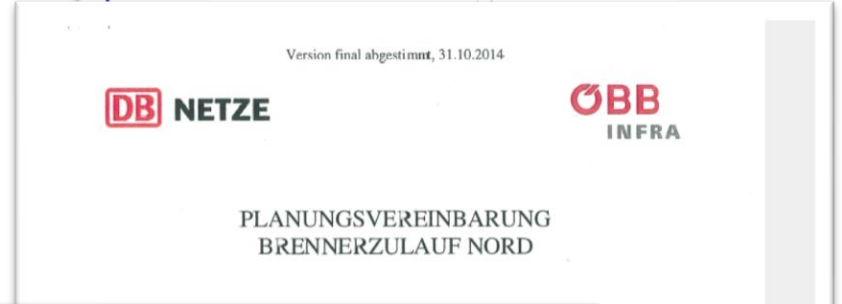 Version final abgestimmt, 31.10.2014
DB NETZE
ÖBB
INFRA
PLANUNGSVEREINBARUNG
BRENNERZULAUF NORD